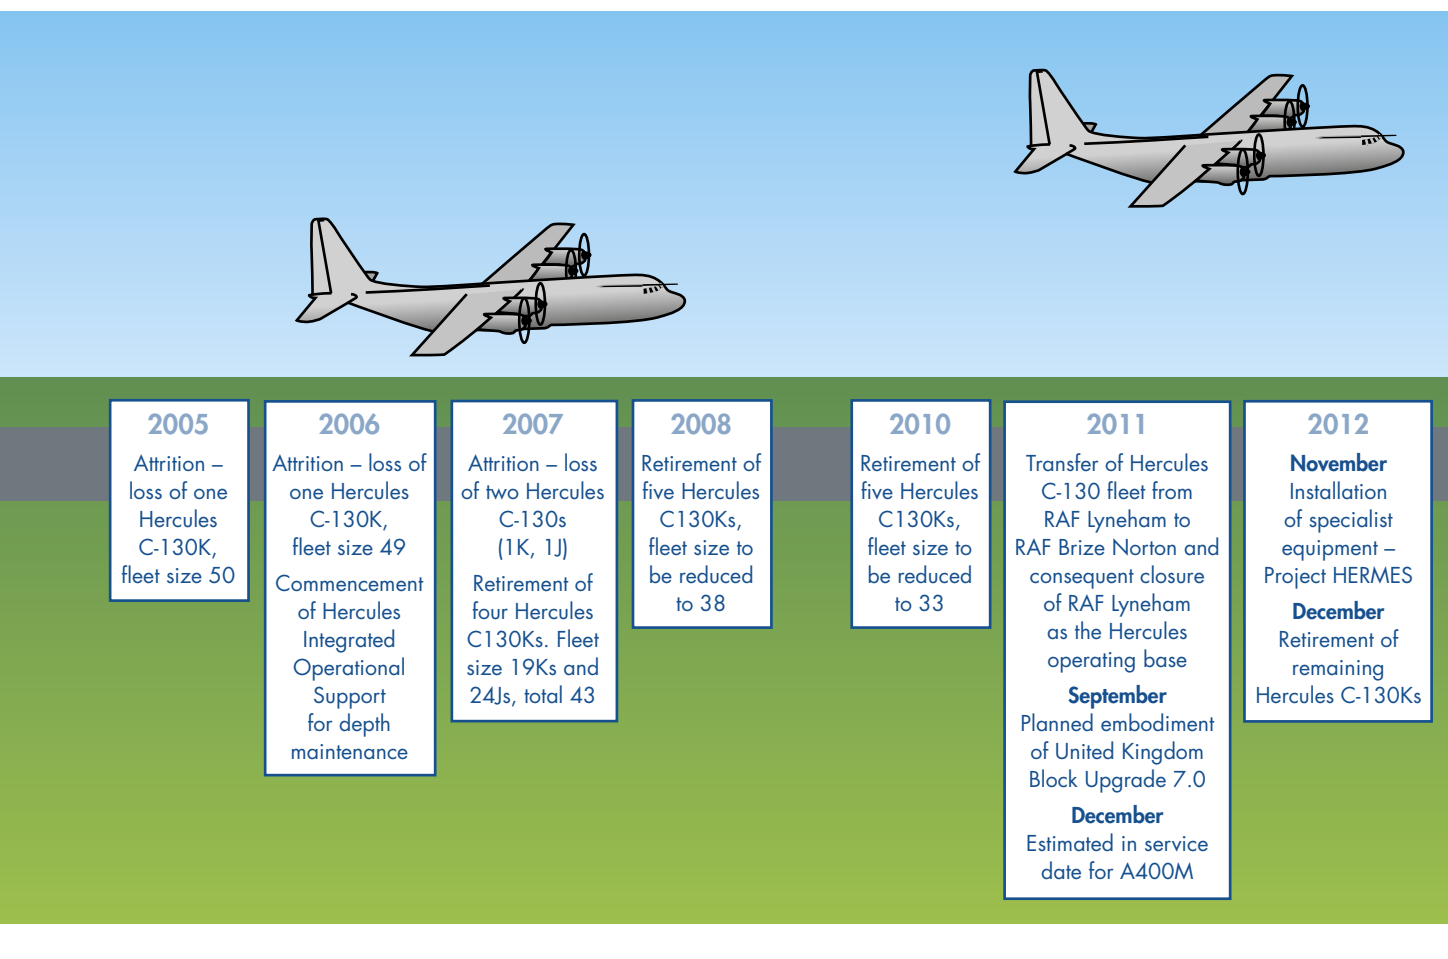 2005
Attrition –
loss of one
Hercules
C-130K,
fleet size 50
2006
Attrition – loss of
one Hercules
C-130K,
fleet size 49
Commencement
of Hercules
Integrated
Operational
Support
for depth
maintenance
2007
Attrition – loss
of two Hercules
C-130s
(1K, 1J)
Retirement of
four Hercules
C130Ks. Fleet
size 19Ks and
24Js, total 43
2008
Retirement of
five Hercules
C130Ks,
fleet size to
be reduced
to 38
2010
Retirement of
five Hercules
C130Ks,
fleet size to
be reduced
to 33
2011
Transfer of Hercules
C-130 fleet from
RAF Lyneham to
RAF Brize Norton and
consequent closure
of RAF Lyneham
as the Hercules
operating base
September
Planned embodiment
of United Kingdom
Block Upgrade 7.0
December
Estimated in service
date for A400M
2012
November
Installation
of specialist
equipment –
Project HERMES
December
Retirement of
remaining
Hercules C-130Ks